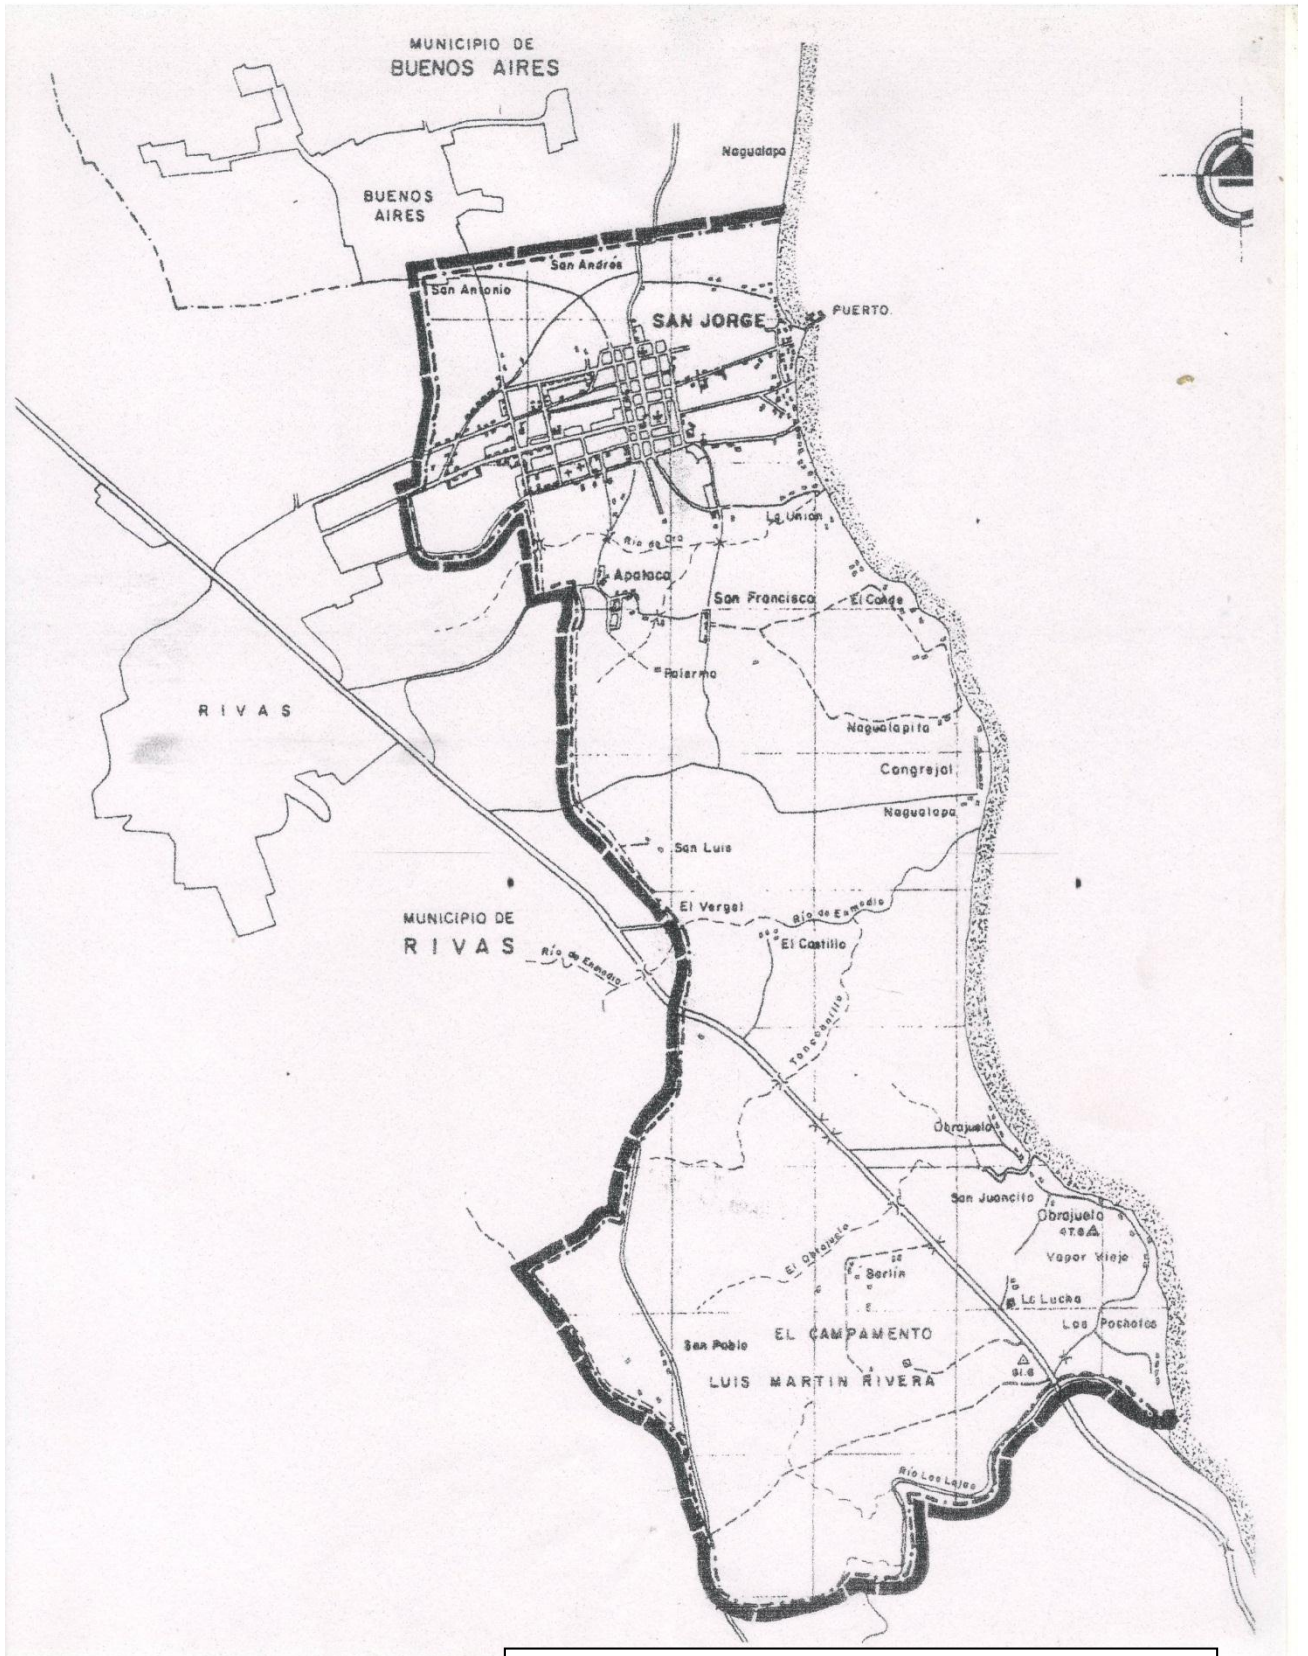 MUNICIPIO DE
BUENOS AIRES
Nagualapa
BUENOS
AIRES
San Andrés
San Antonio
SAN JORGE
PUERTO.
La Unión
Río de Oro
Apataco
San Francisco
El Conde
Palermo
RIVAS
Nagualapita
Cangrejal
Nagualapa
San Luis
El Vergel
Río de Enmedio
MUNICIPIO DE
RIVAS
El Castillo
Río de Enmedio
Obrajuelo
San Juancito
Obrajuelo
47.6
El Obrajuelo
Vapor Viejo
Berlín
La Lucha
Los Pochotes
EL CAMPAMENTO
San Pablo
LUIS MARTIN RIVERA
Río Las Lajas